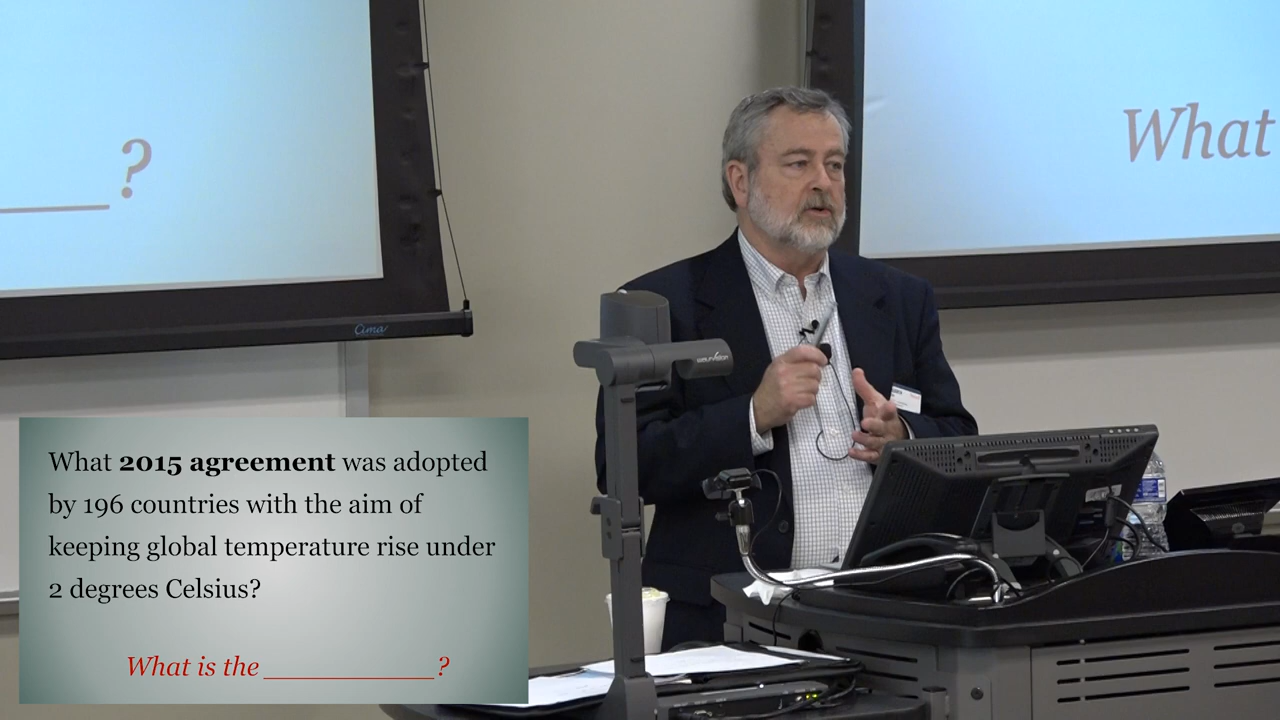 ?
What
Cima
What 2015 agreement was adopted
by 196 countries with the aim of
keeping global temperature rise under
2 degrees Celsius?
What is the ____________?